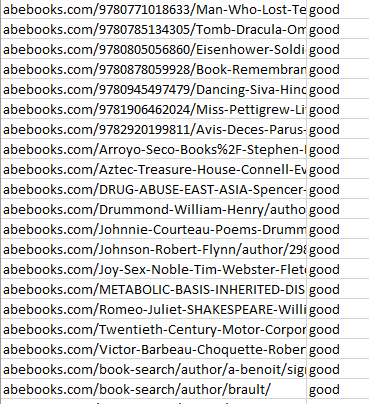 abebooks.com/9780771018633/Man-Who-Lost-Te good
abebooks.com/9780785134305/Tomb-Dracula-Om good
abebooks.com/9780805056860/Eisenhower-Soldi good
abebooks.com/9780878059928/Book-Remembran good
abebooks.com/9780945497479/Dancing-Siva-Hind good
abebooks.com/9781906462024/Miss-Pettigrew-Li good
abebooks.com/9782920199811/Avis-Deces-Parus- good
abebooks.com/Arroyo-Seco-Books%2F-Stephen- good
abebooks.com/Aztec-Treasure-House-Connell-Ev good
abebooks.com/DRUG-ABUSE-EAST-ASIA-Spencer- good
abebooks.com/Drummond-William-Henry/autho good
abebooks.com/Johnnie-Courteau-Poems-Drumm good
abebooks.com/Johnson-Robert-Flynn/author/298 good
abebooks.com/Joy-Sex-Noble-Tim-Webster-Flet good
abebooks.com/METABOLIC-BASIS-INHERITED-DIS good
abebooks.com/Romeo-Juliet-SHAKESPEARE-Willi good
abebooks.com/Twentieth-Century-Motor-Corpor good
abebooks.com/Victor-Barbeau-Choquette-Rober good
abebooks.com/book-search/author/a-benoit/sig good
abebooks.com/book-search/author/brault/ good